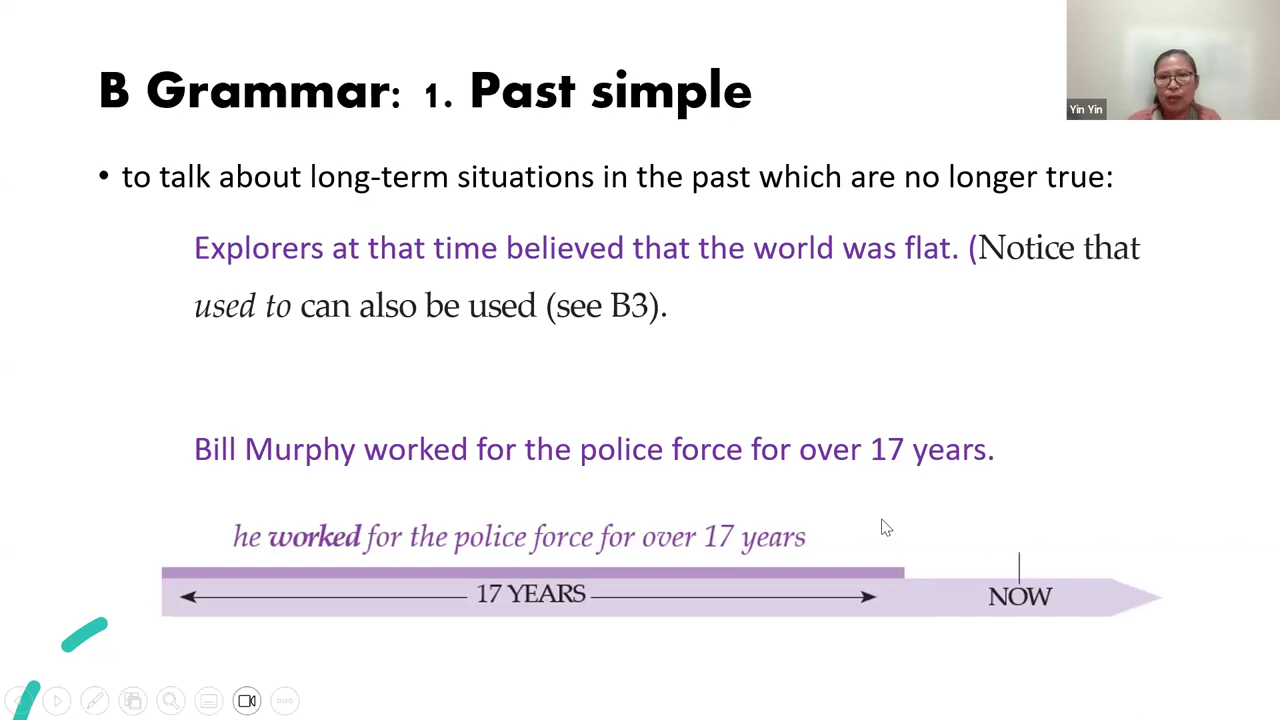 B Grammar: 1. Past simple
Yin Yin
• to talk about long-term situations in the past which are no longer true:
Explorers at that time believed that the world was flat. (Notice that
used to can also be used (see B3).
Bill Murphy worked for the police force for over 17 years.
he worked for the police force for over 17 years
17 YEARS
NOW